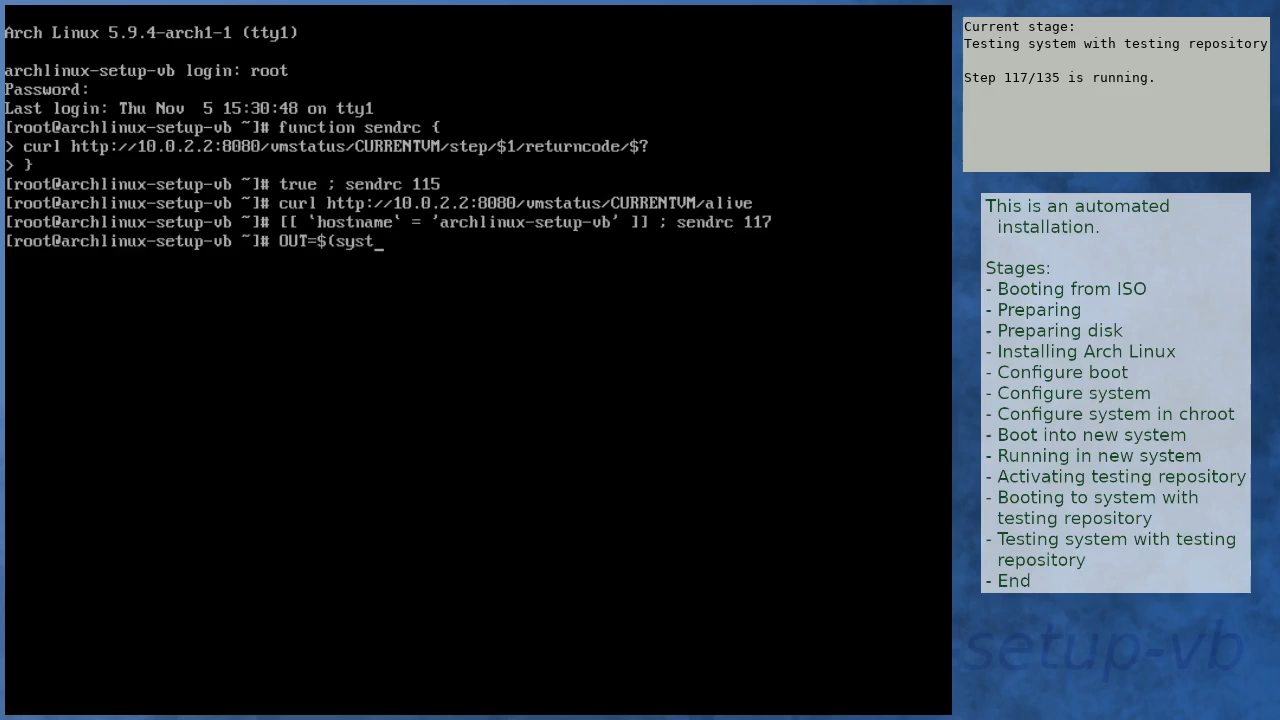 Arch Linux 5.9.4-arch1-1 (tty1)
archlinux-setup-vb login: root
Password:
Last login: Thu Nov  5 15:30:48 on tty1
[root@archlinux-setup-vb ~]# function sendrc {
> curl http://10.0.2.2:8080/vmstatus/CURRENTVM/step/$1/returncode/$?
> }
[root@archlinux-setup-vb ~]# true ; sendrc 115
[root@archlinux-setup-vb ~]# curl http://10.0.2.2:8080/vmstatus/CURRENTVM/alive
[root@archlinux-setup-vb ~]# [[ `hostname` = 'archlinux-setup-vb' ]] ; sendrc 117
[root@archlinux-setup-vb ~]# OUT=$(syst_
Current stage:
Testing system with testing repository
Step 117/135 is running.
This is an automated
installation.
Stages:
- Booting from ISO
- Preparing
- Preparing disk
- Installing Arch Linux
- Configure boot
- Configure system
- Configure system in chroot
- Boot into new system
- Running in new system
- Activating testing repository
- Booting to system with
testing repository
- Testing system with testing
repository
- End
-setup-vb